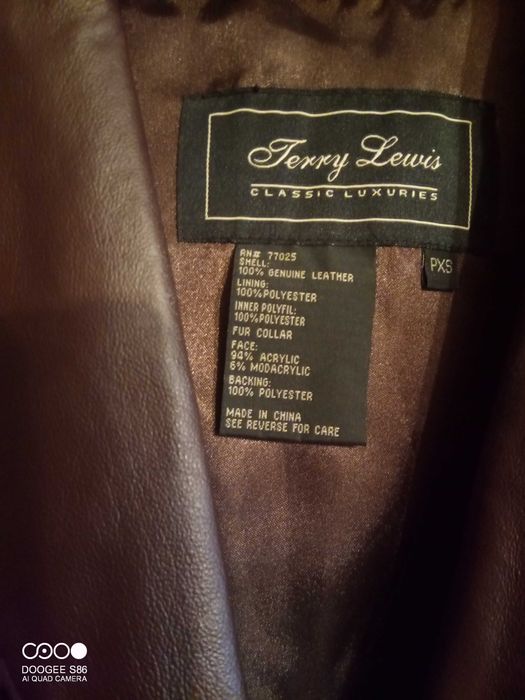 Terry Lewis
CLASSIC LUXURIES
PXS
RN# 77025
SHELL:
100% GENUINE LEATHER
LINING:
100%POLYESTER
INNER POLYFIL:
100%POLYESTER
FUR COLLAR
FACE:
94% ACRYLIC
6% MODACRYLIC
BACKING:
100% POLYESTER
MADE IN CHINA
SEE REVERSE FOR CARE
DOOGEE S86
AI QUAD CAMERA